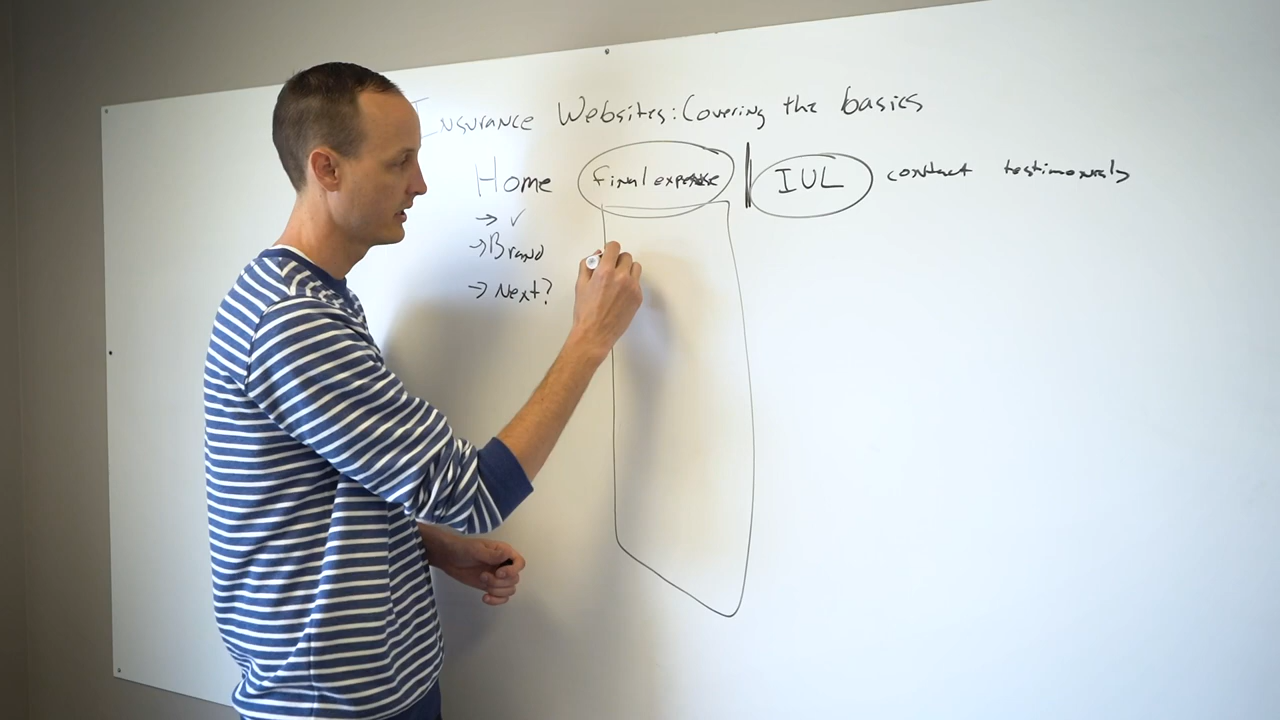 Insurance Websites: Covering the basics
Home final expense IUL contact testimonials
→ ✓
→ Brand
→ Next?